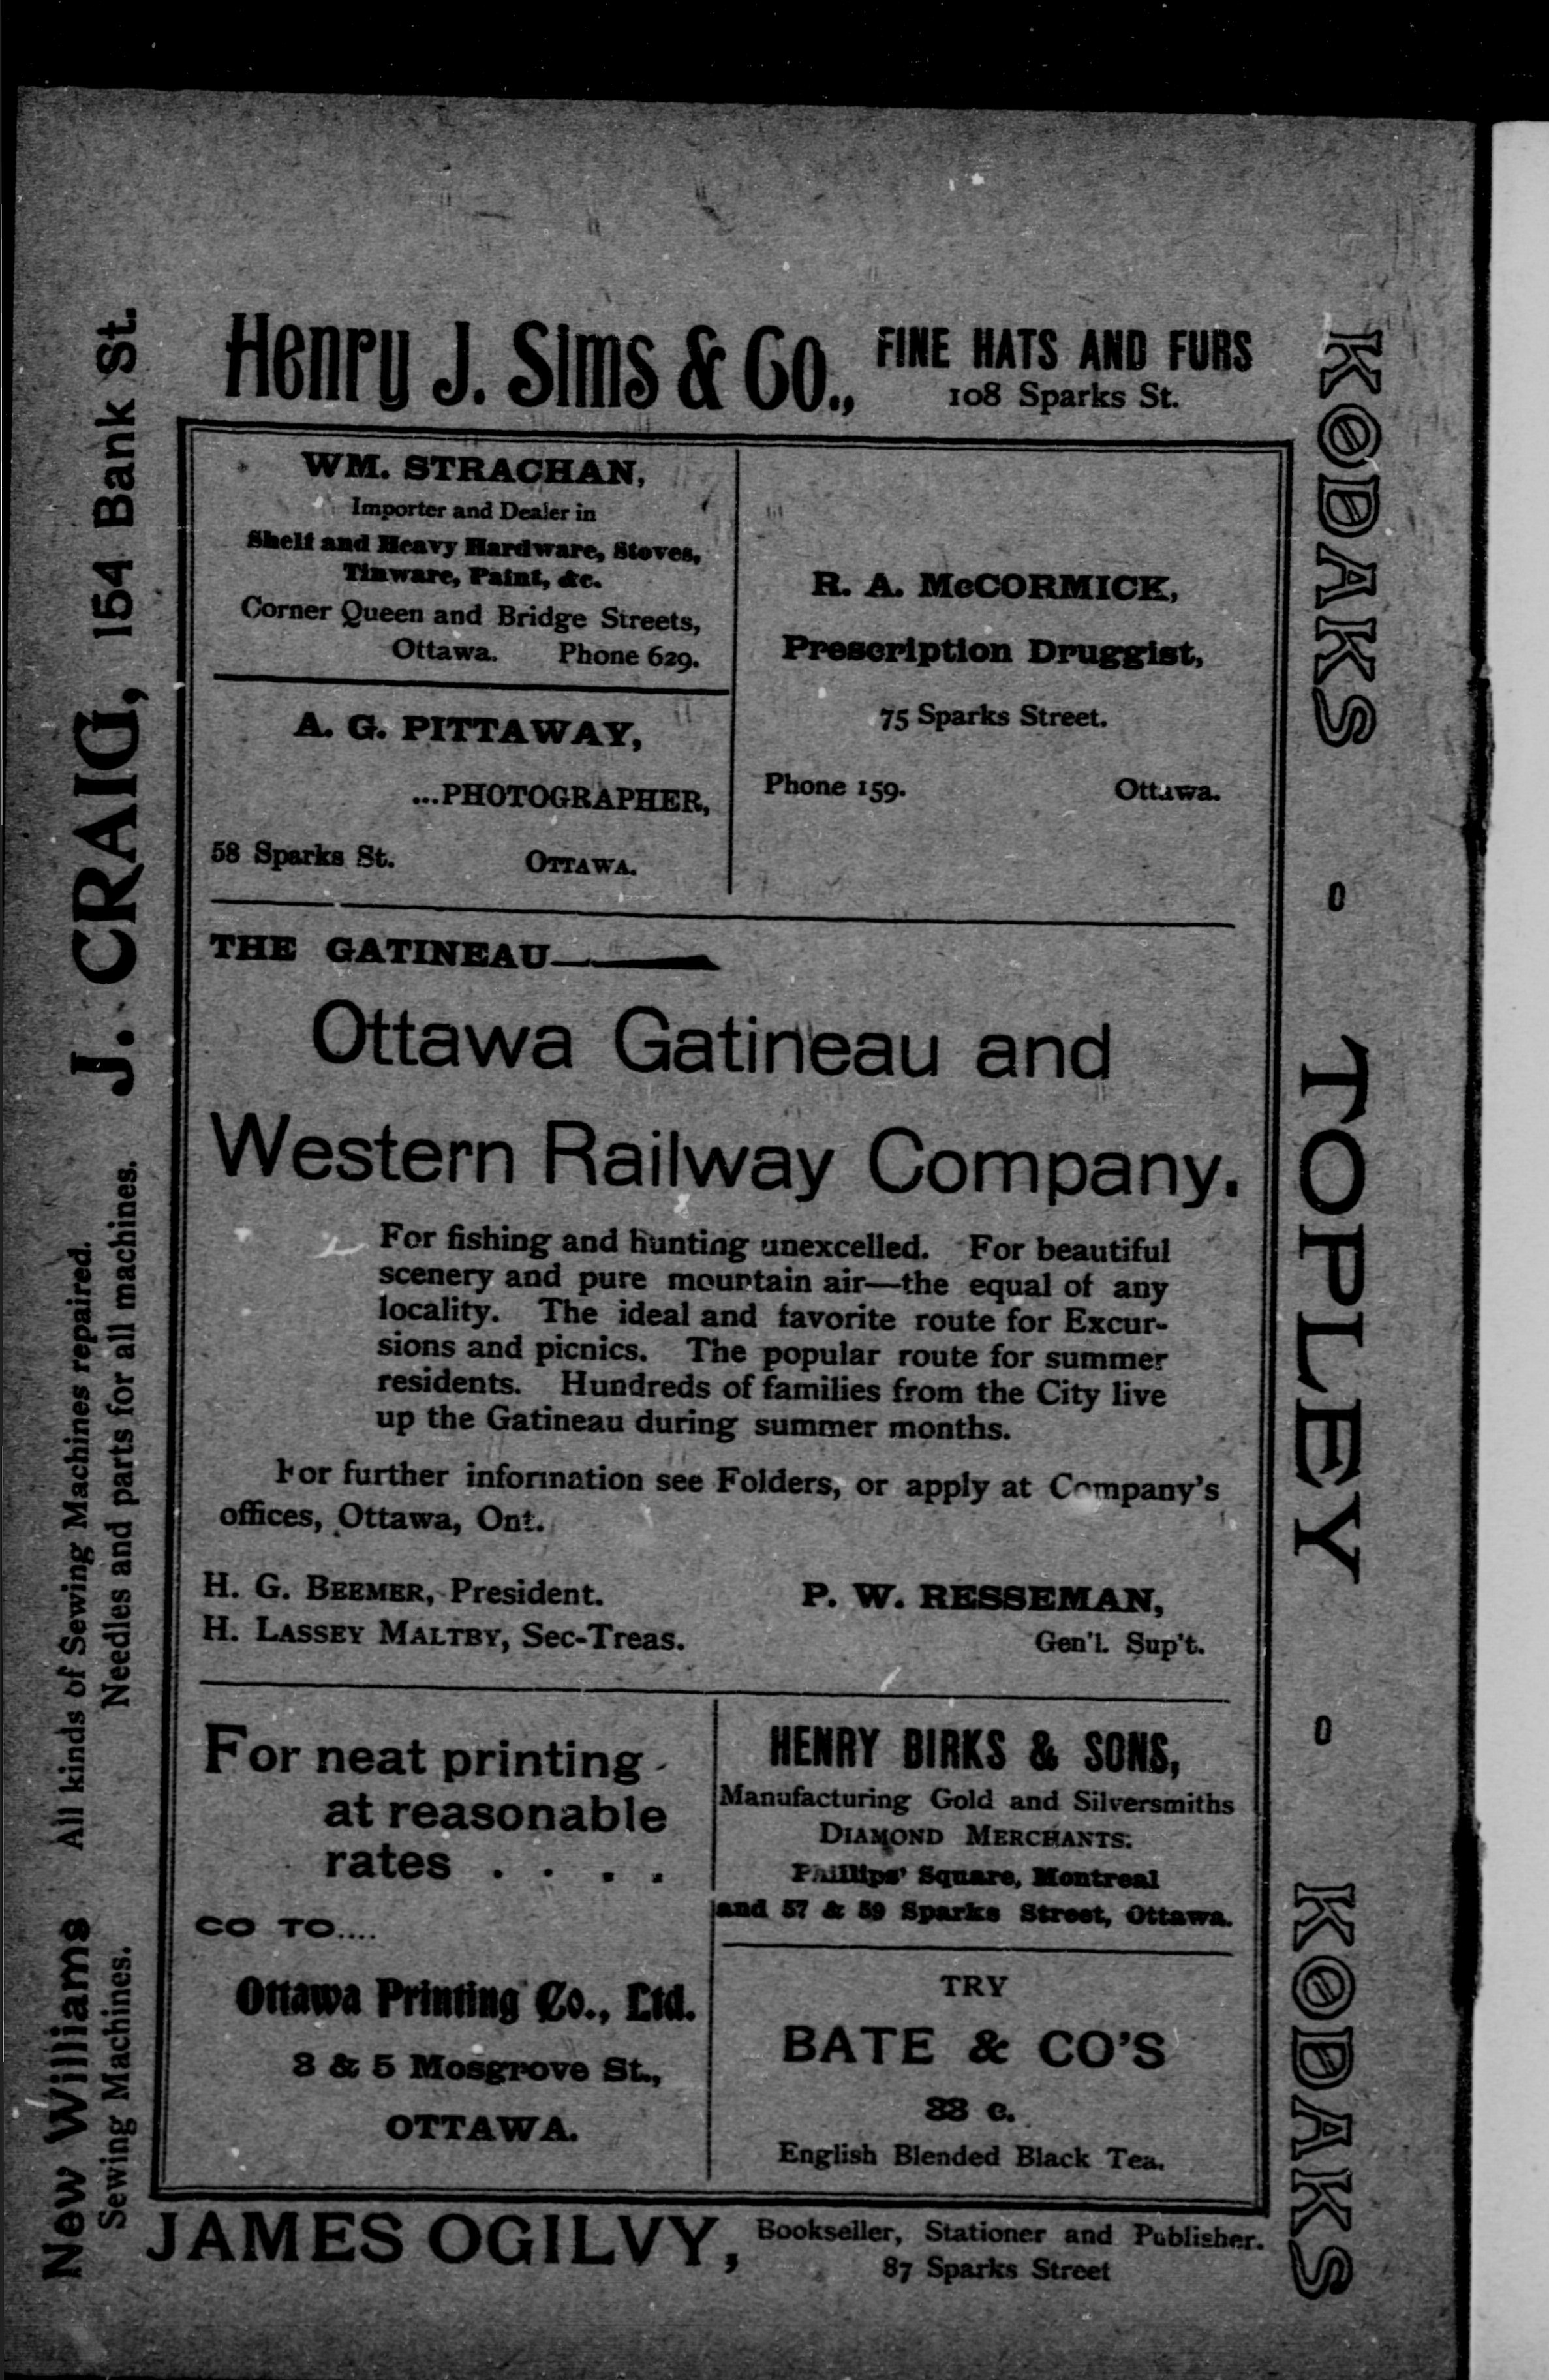 Henry J. Sims & Co.,
FINE HATS AND FURS
108 Sparks St.
WM. STRACHAN,
Importer and Dealer in
Shelf and Heavy Hardware, Stoves,
Tinware, Paint, &c.
Corner Queen and Bridge Streets,
Ottawa. Phone 629.
A. G. PITTAWAY,
...PHOTOGRAPHER,
58 Sparks St. OTTAWA.
R. A. McCORMICK,
Prescription Druggist,
75 Sparks Street.
Phone 159. Ottawa.
THE GATINEAU
Ottawa Gatineau and
Western Railway Company.
For fishing and hunting unexcelled. For beautiful
scenery and pure mountain air—the equal of any
locality. The ideal and favorite route for Excur-
sions and picnics. The popular route for summer
residents. Hundreds of families from the City live
up the Gatineau during summer months.
For further information see Folders, or apply at Company's
offices, Ottawa, Ont.
H. G. BEEMER, President.
H. LASSEY MALTBY, Sec-Treas.
P. W. RESSEMAN,
Gen'l. Sup't.
For neat printing
at reasonable
rates . . . .
GO TO....
Ottawa Printing Co., Ltd.
3 & 5 Mosgrove St.,
OTTAWA.
HENRY BIRKS & SONS,
Manufacturing Gold and Silversmiths
DIAMOND MERCHANTS.
Phillips' Square, Montreal
and 57 & 59 Sparks Street, Ottawa.
TRY
BATE & CO'S
33 c.
English Blended Black Tea.
JAMES OGILVY,
Bookseller, Stationer and Publisher.
87 Sparks Street
New Williams
Sewing Machines.
All kinds of Sewing Machines repaired.
Needles and parts for all machines.
J. CRAIG, 154 Bank St.
KODAKS 0 TOPLEY 0 KODAKS